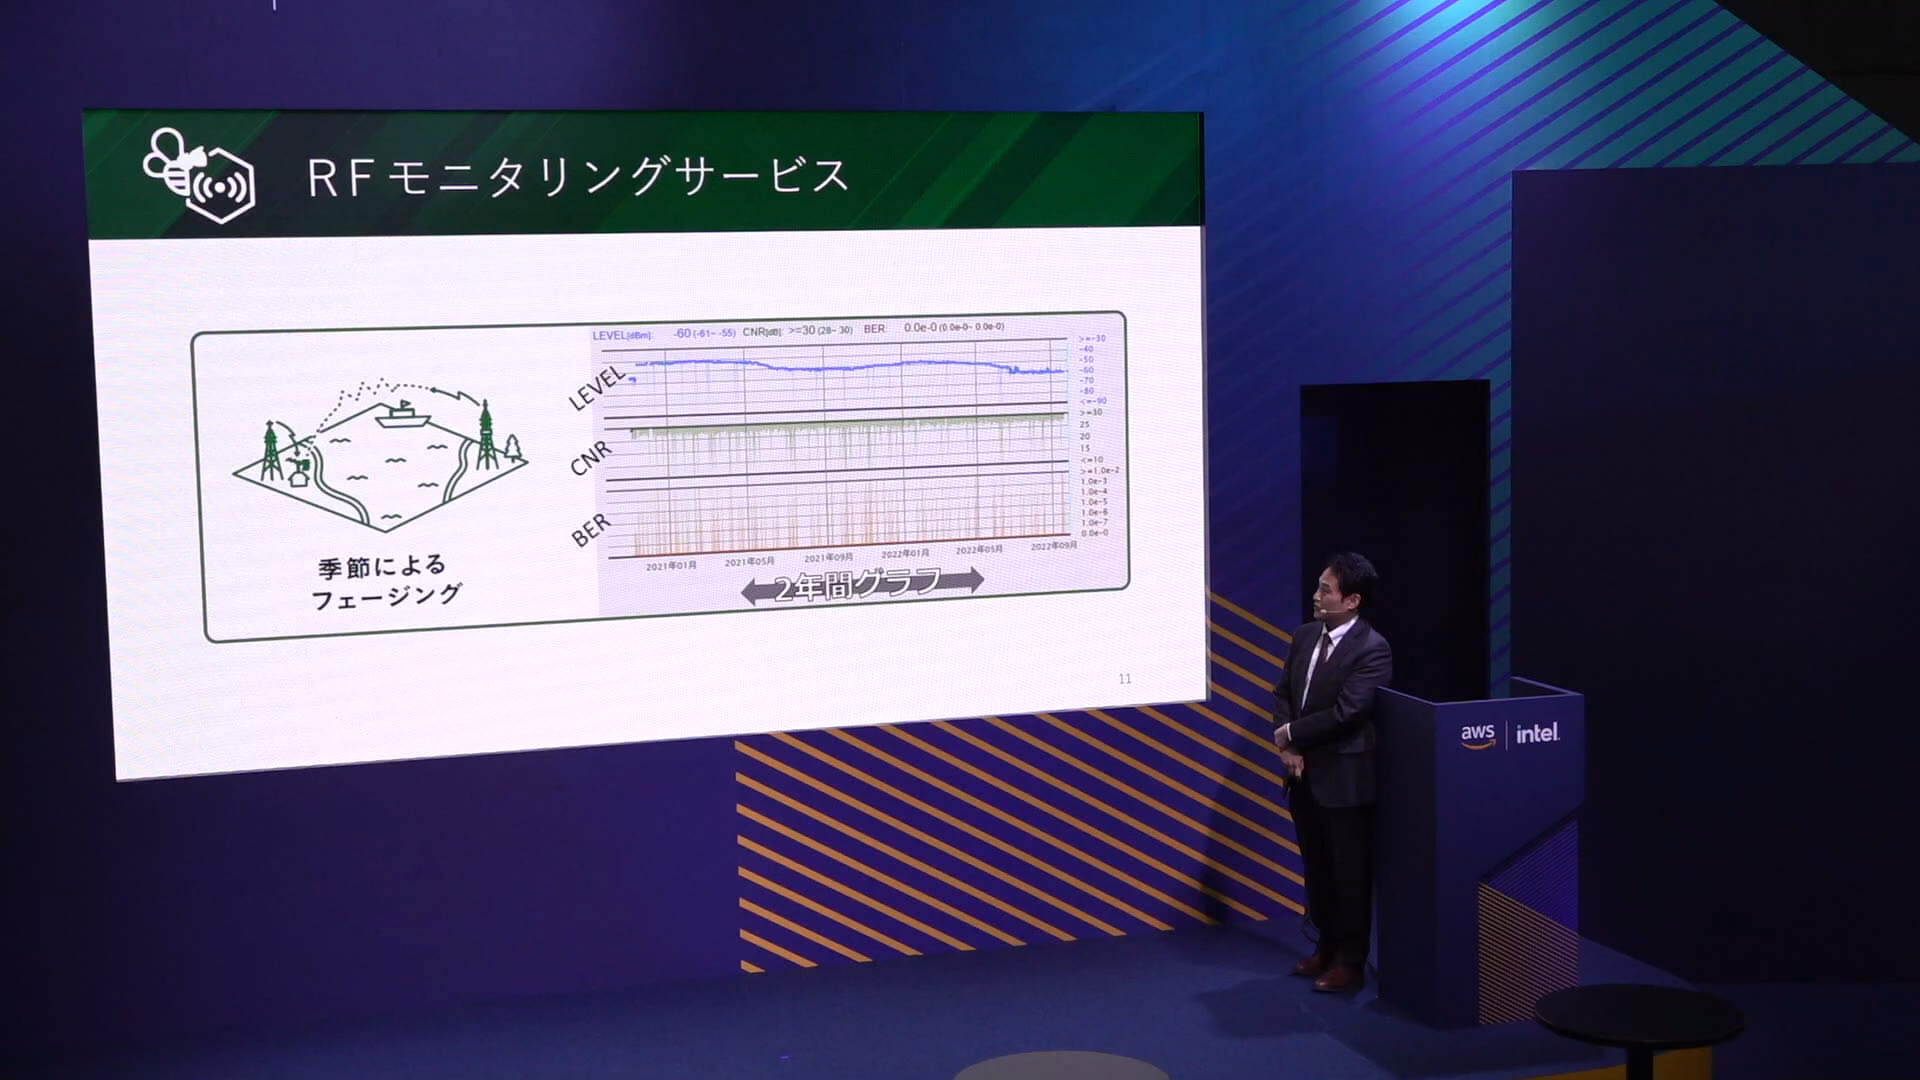 RFモニタリングサービス
LEVEL[dBm]: -60 (-61~ -55) CNR[dB]: >=30 (28~ 30) BER: 0.0e-0 (0.0e-0~ 0.0e-0)
LEVEL
>=-30
-40
-50
-60
-70
-80
<=-90
CNR
>=30
25
20
15
<=10
BER
>=1.0e-2
1.0e-3
1.0e-4
1.0e-5
1.0e-6
1.0e-7
0.0e-0
2021年01月 2021年05月 2021年09月 2022年01月 2022年05月 2022年09月
2年間グラフ
季節による
フェージング
11
aws | intel.